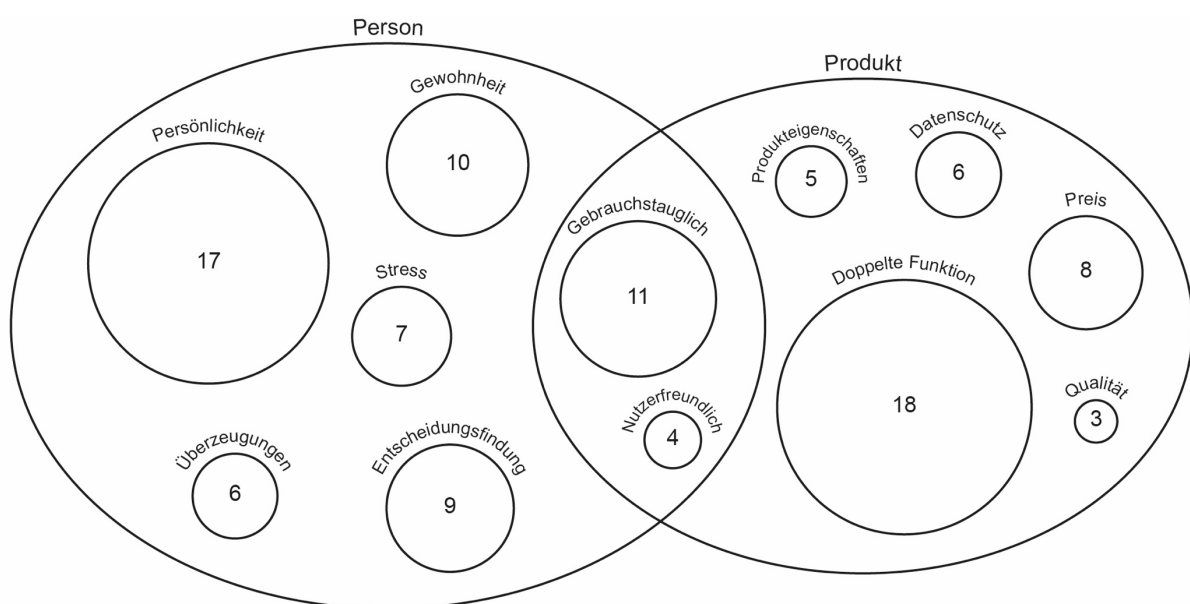 Person
Produkt
Gewohnheit
10
Persönlichkeit
17
Stress
7
Überzeugungen
6
Entscheidungsfindung
9
Gebrauchstauglich
11
Nutzerfreundlich
4
Produkteigenschaften
5
Datenschutz
6
Preis
8
Doppelte Funktion
18
Qualität
3